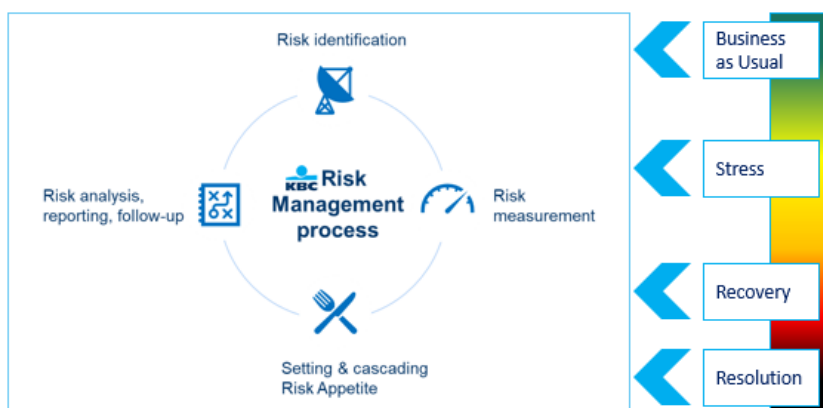 Risk identification
Business
as Usual
Stress
Risk analysis,
reporting, follow-up
KBC Risk
Management
process
Risk
measurement
Recovery
Setting & cascading
Risk Appetite
Resolution